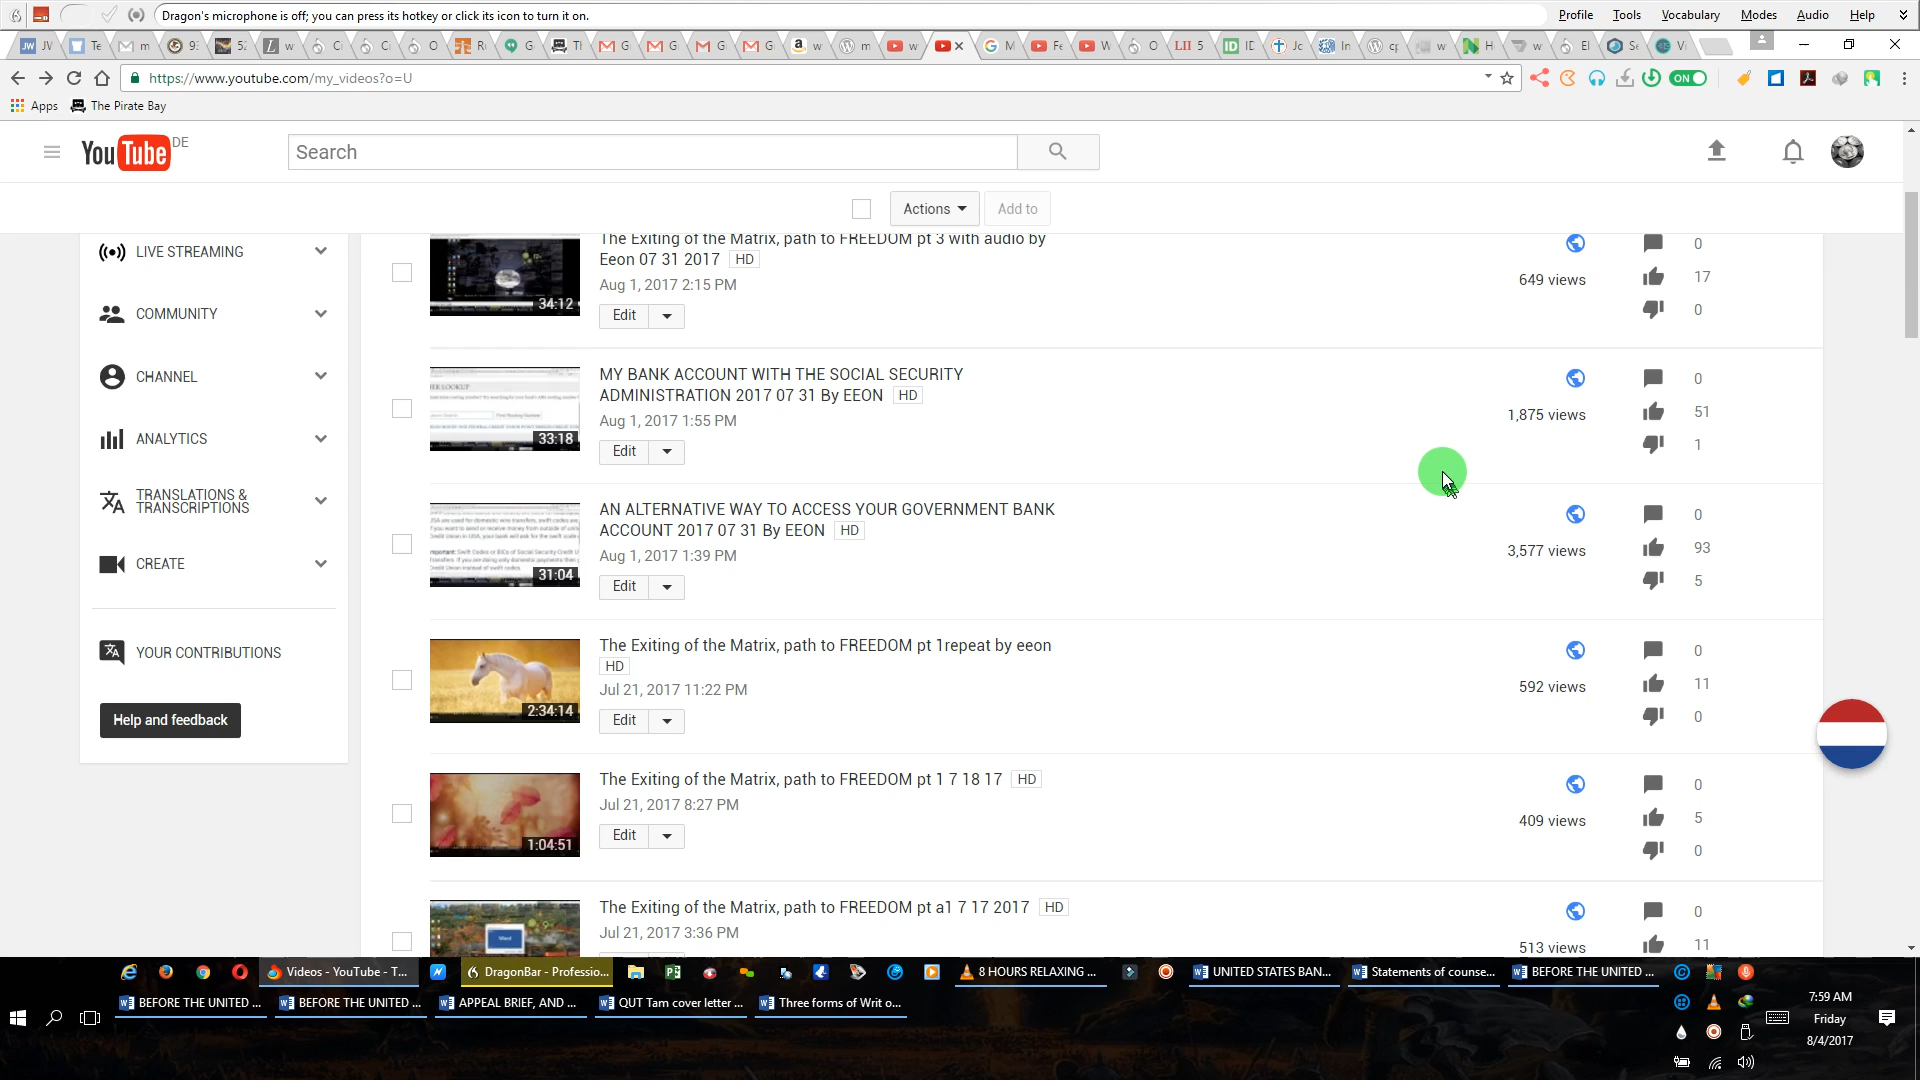 Dragon's microphone is off; you can press its hotkey or click its icon to turn it on.
Profile Tools Vocabulary Modes Audio Help
https://www.youtube.com/my_videos?o=U
ON
Apps The Pirate Bay
YouTube DE
Search
Actions Add to
LIVE STREAMING
COMMUNITY
CHANNEL
ANALYTICS
TRANSLATIONS &
TRANSCRIPTIONS
CREATE
YOUR CONTRIBUTIONS
Help and feedback
The Exiting of the Matrix, path to FREEDOM pt 3 with audio by
Eeon 07 31 2017 HD
Aug 1, 2017 2:15 PM
Edit
34:12
649 views
0
17
0
MY BANK ACCOUNT WITH THE SOCIAL SECURITY
ADMINISTRATION 2017 07 31 By EEON HD
Aug 1, 2017 1:55 PM
Edit
33:18
1,875 views
0
51
1
AN ALTERNATIVE WAY TO ACCESS YOUR GOVERNMENT BANK
ACCOUNT 2017 07 31 By EEON HD
Aug 1, 2017 1:39 PM
Edit
31:04
3,577 views
0
93
5
The Exiting of the Matrix, path to FREEDOM pt 1repeat by eeon
HD
Jul 21, 2017 11:22 PM
Edit
2:34:14
592 views
0
11
0
The Exiting of the Matrix, path to FREEDOM pt 1 7 18 17 HD
Jul 21, 2017 8:27 PM
Edit
1:04:51
409 views
0
5
0
The Exiting of the Matrix, path to FREEDOM pt a1 7 17 2017 HD
Jul 21, 2017 3:36 PM
513 views
0
11
Videos - YouTube - T... DragonBar - Professio... 8 HOURS RELAXING ... UNITED STATES BAN... Statements of counse... BEFORE THE UNITED ...
BEFORE THE UNITED ... BEFORE THE UNITED ... APPEAL BRIEF, AND ... QUT Tam cover letter ... Three forms of Writ o...
7:59 AM
Friday
8/4/2017